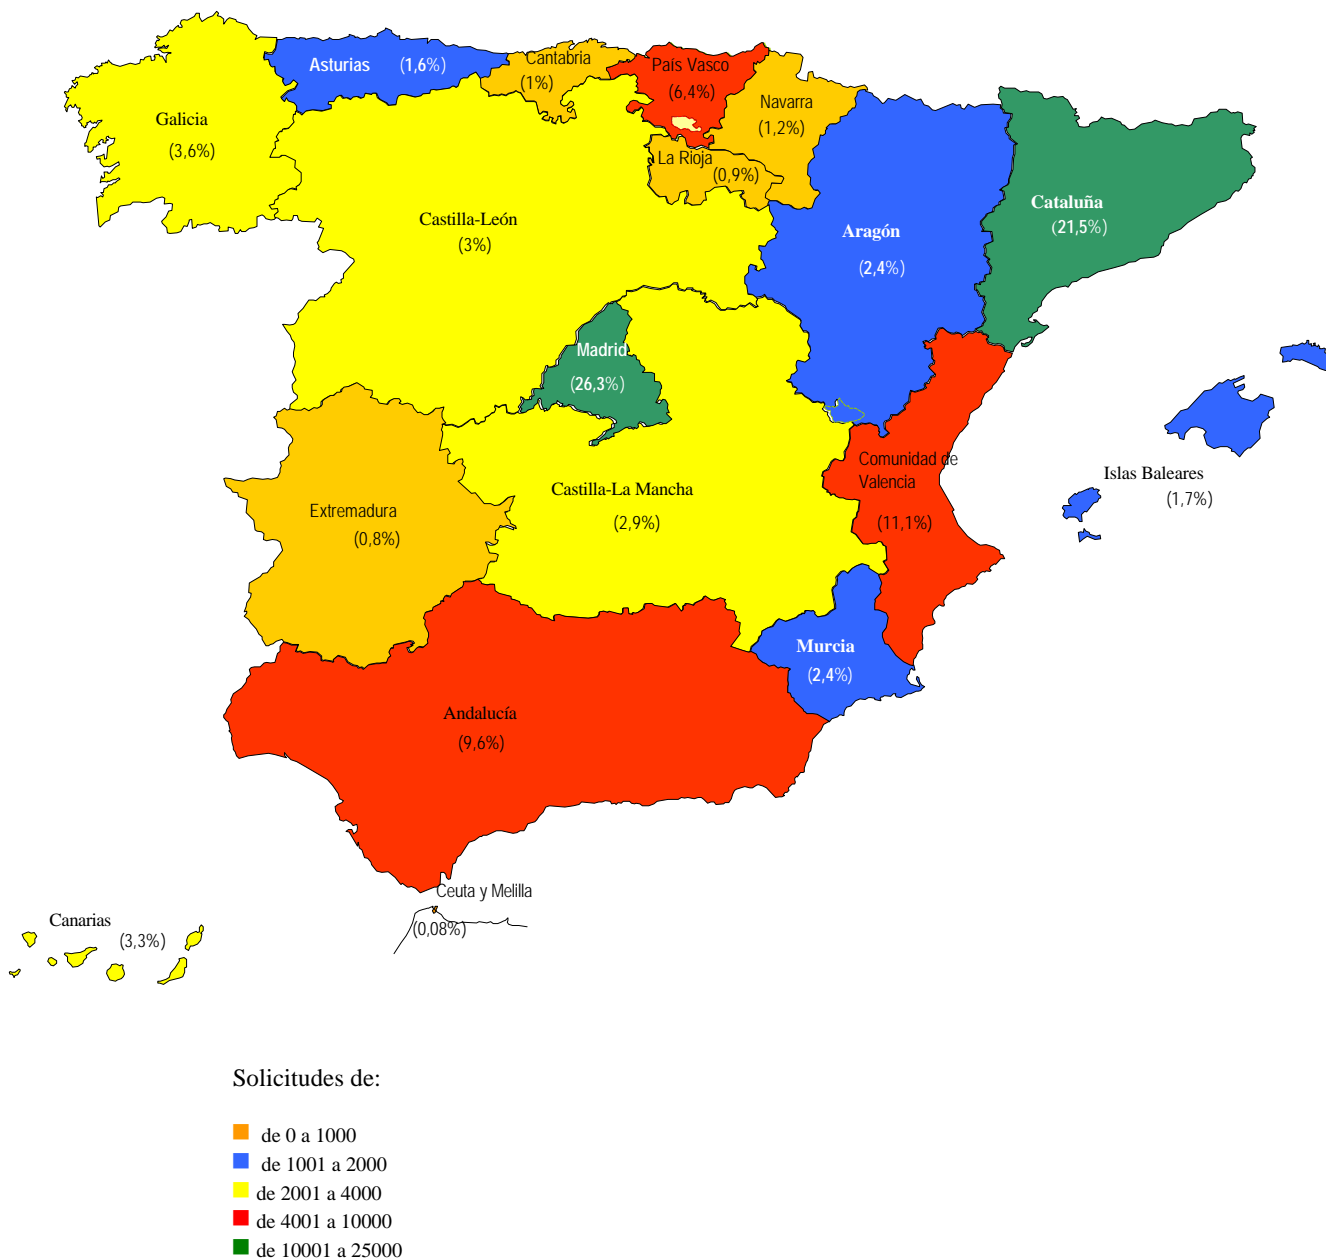 Asturias (1,6%)
Cantabria
(1%)
País Vasco
(6,4%)
Navarra
(1,2%)
Galicia
(3,6%)
La Rioja
(0,9%)
Castilla-León
(3%)
Aragón
(2,4%)
Cataluña
(21,5%)
Madrid
(26,3%)
Comunidad de
Valencia
(11,1%)
Islas Baleares
(1,7%)
Castilla-La Mancha
(2,9%)
Extremadura
(0,8%)
Murcia
(2,4%)
Andalucía
(9,6%)
Ceuta y Melilla
(0,08%)
Canarias
(3,3%)
Solicitudes de:
de 0 a 1000
de 1001 a 2000
de 2001 a 4000
de 4001 a 10000
de 10001 a 25000